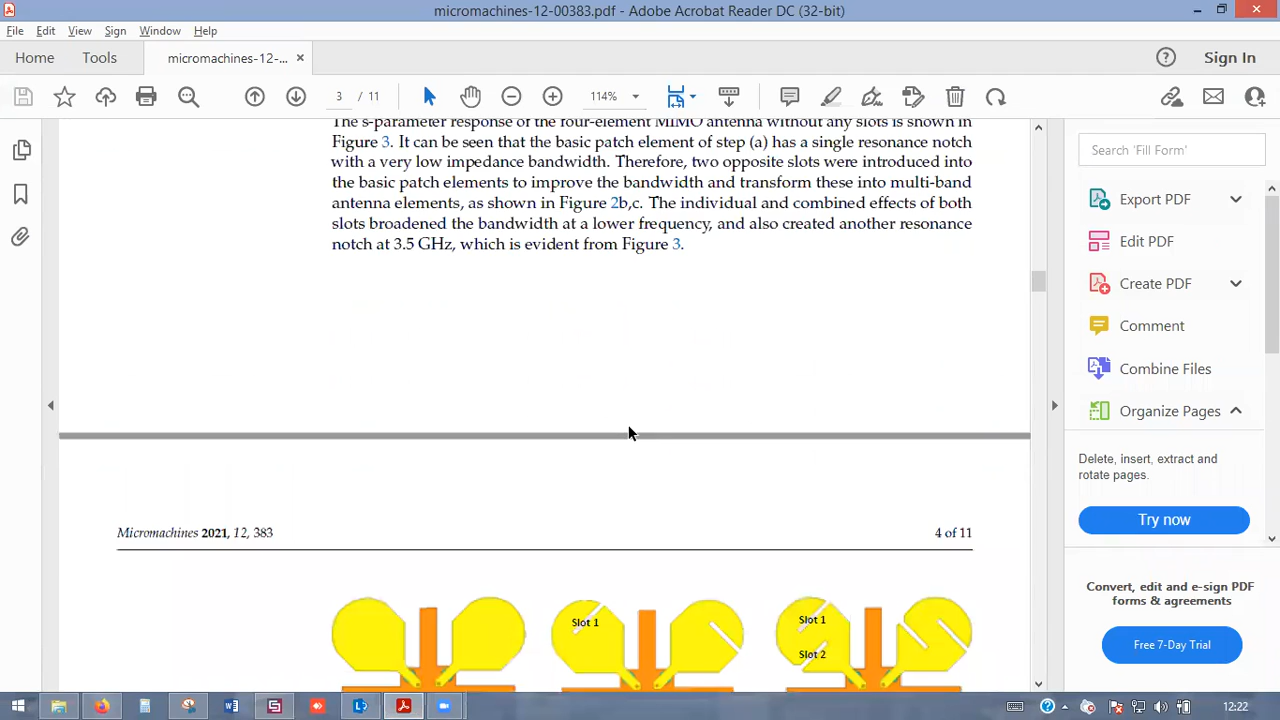 micromachines-12-00383.pdf - Adobe Acrobat Reader DC (32-bit)
File Edit View Sign Window Help
Home Tools micromachines-12-... × Sign In
3 / 11 114%
The s-parameter response of the four-element MIMO antenna without any slots is shown in
Figure 3. It can be seen that the basic patch element of step (a) has a single resonance notch
with a very low impedance bandwidth. Therefore, two opposite slots were introduced into
the basic patch elements to improve the bandwidth and transform these into multi-band
antenna elements, as shown in Figure 2b,c. The individual and combined effects of both
slots broadened the bandwidth at a lower frequency, and also created another resonance
notch at 3.5 GHz, which is evident from Figure 3.
Micromachines 2021, 12, 383 4 of 11
Slot 1 Slot 1
Slot 2
Search 'Fill Form'
Export PDF
Edit PDF
Create PDF
Comment
Combine Files
Organize Pages
Delete, insert, extract and
rotate pages.
Try now
Convert, edit and e-sign PDF
forms & agreements
Free 7-Day Trial
12:22